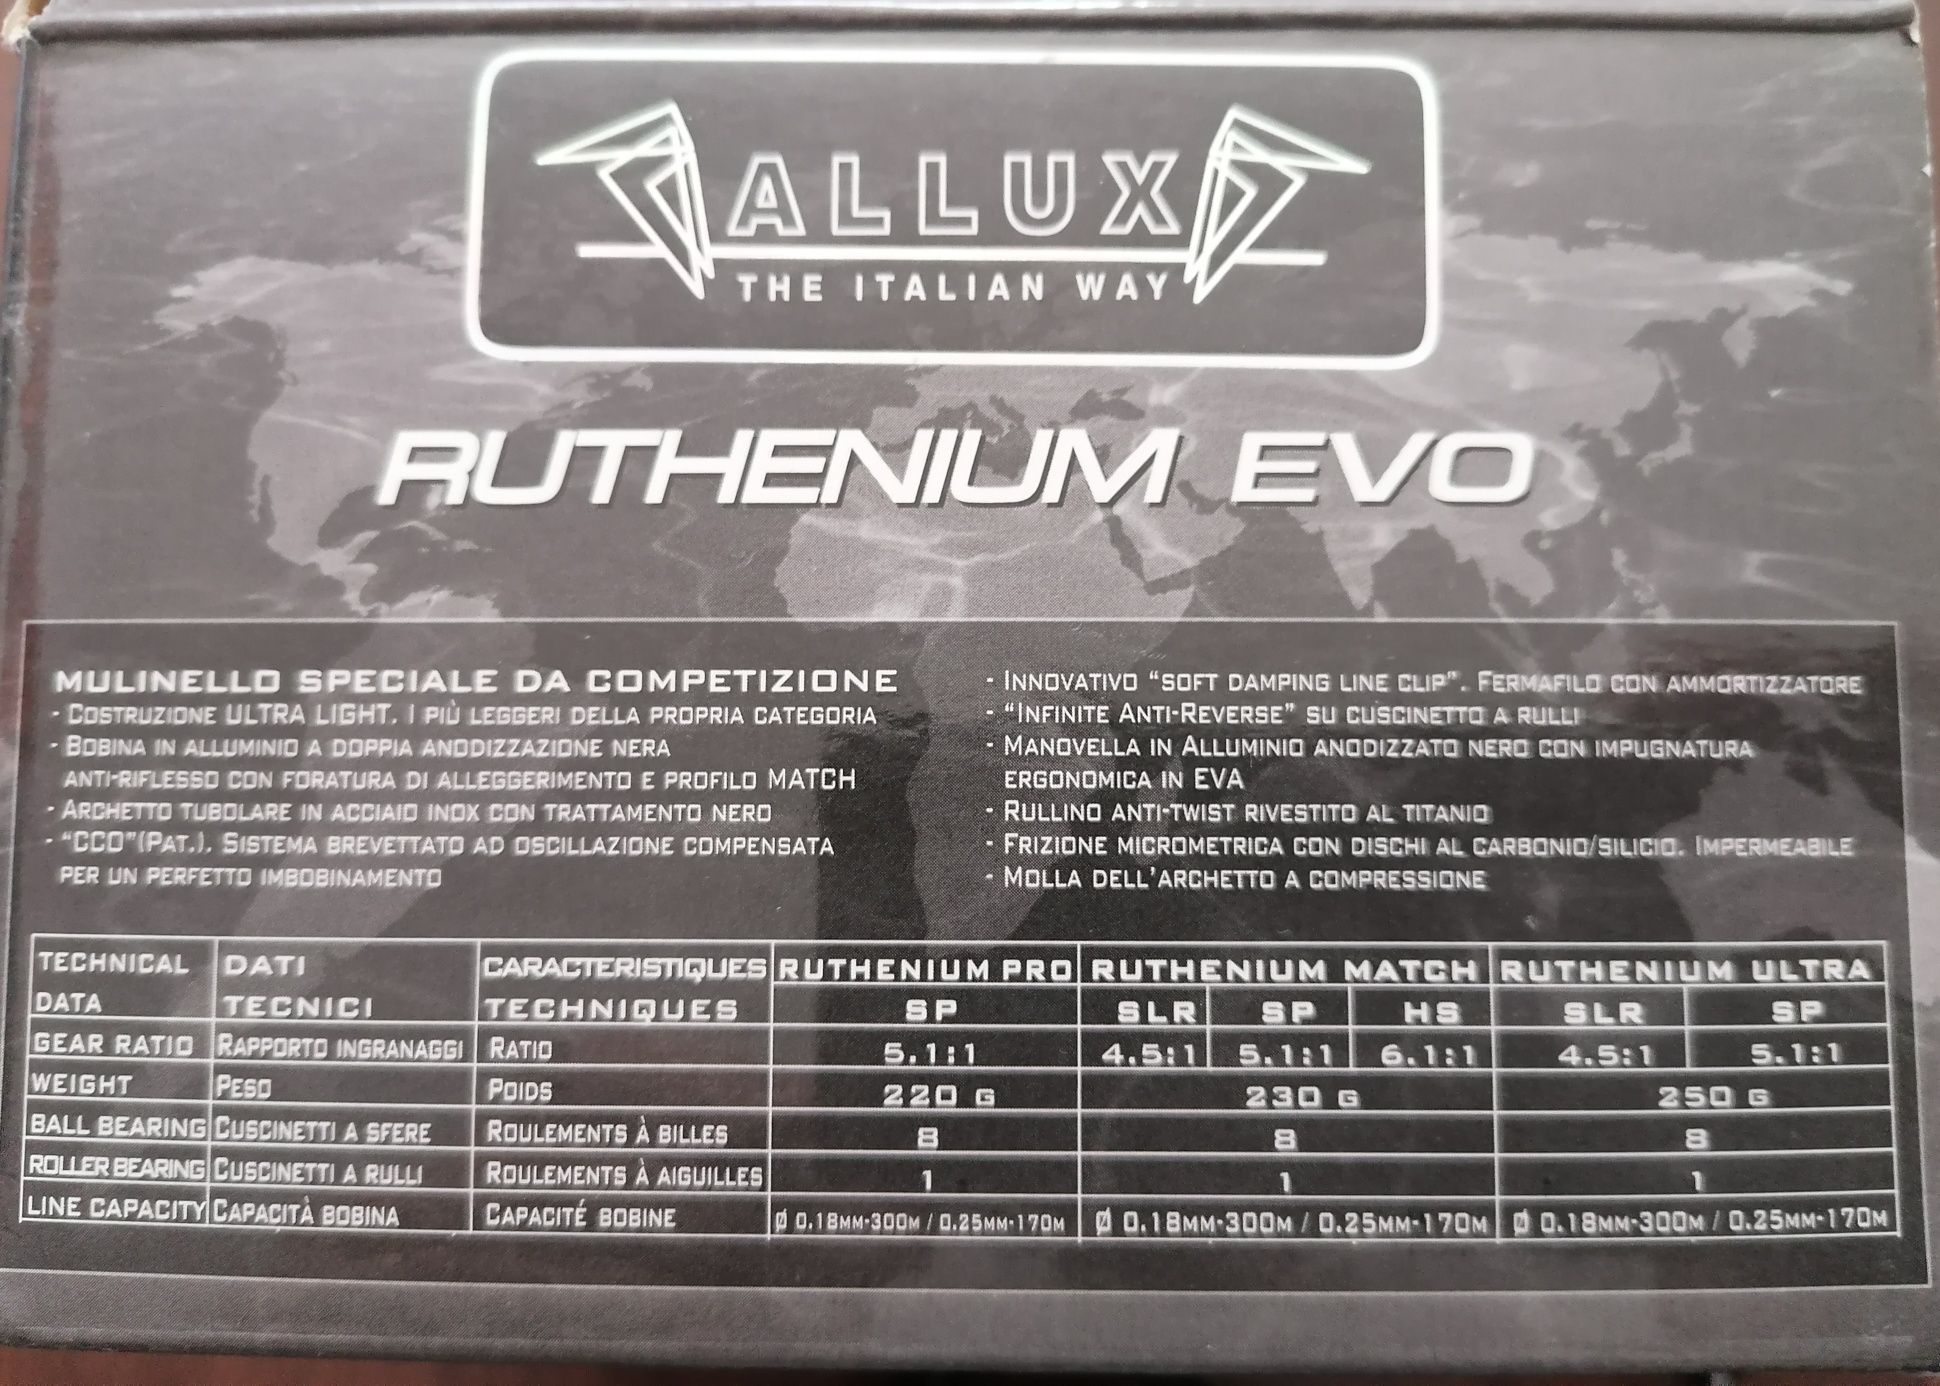 ALLUX
THE ITALIAN WAY
RUTHENIUM EVO
MULINELLO SPECIALE DA COMPETIZIONE
- COSTRUZIONE ULTRA LIGHT. I PIÙ LEGGERI DELLA PROPRIA CATEGORIA
- BOBINA IN ALLUMINIO A DOPPIA ANODIZZAZIONE NERA
ANTI-RIFLESSO CON FORATURA DI ALLEGGERIMENTO E PROFILO MATCH
- ARCHETTO TUBOLARE IN ACCIAIO INOX CON TRATTAMENTO NERO
- "CCO"(PAT.). SISTEMA BREVETTATO AD OSCILLAZIONE COMPENSATA
PER UN PERFETTO IMBOBINAMENTO
- INNOVATIVO "SOFT DAMPING LINE CLIP". FERMAFILO CON AMMORTIZZATORE
- "INFINITE ANTI-REVERSE" SU CUSCINETTO A RULLI
- MANOVELLA IN ALLUMINIO ANODIZZATO NERO CON IMPUGNATURA
ERGONOMICA IN EVA
- RULLINO ANTI-TWIST RIVESTITO AL TITANIO
- FRIZIONE MICROMETRICA CON DISCHI AL CARBONIO/SILICIO. IMPERMEABILE
- MOLLA DELL'ARCHETTO A COMPRESSIONE
TECHNICAL DATI CARACTERISTIQUES RUTHENIUM PRO RUTHENIUM MATCH RUTHENIUM ULTRA
DATA TECNICI TECHNIQUES SP SLR SP HS SLR SP
GEAR RATIO RAPPORTO INGRANAGGI RATIO 5.1:1 4.5:1 5.1:1 6.1:1 4.5:1 5.1:1
WEIGHT PESO POIDS 220 G 230 G 250 G
BALL BEARING CUSCINETTI A SFERE ROULEMENTS À BILLES 8 8 8
ROLLER BEARING CUSCINETTI A RULLI ROULEMENTS À AIGUILLES 1 1 1
LINE CAPACITY CAPACITÀ BOBINA CAPACITÉ BOBINE Ø 0.18MM-300M / 0.25MM-170M Ø 0.18MM-300M / 0.25MM-170M Ø 0.18MM-300M / 0.25MM-170M